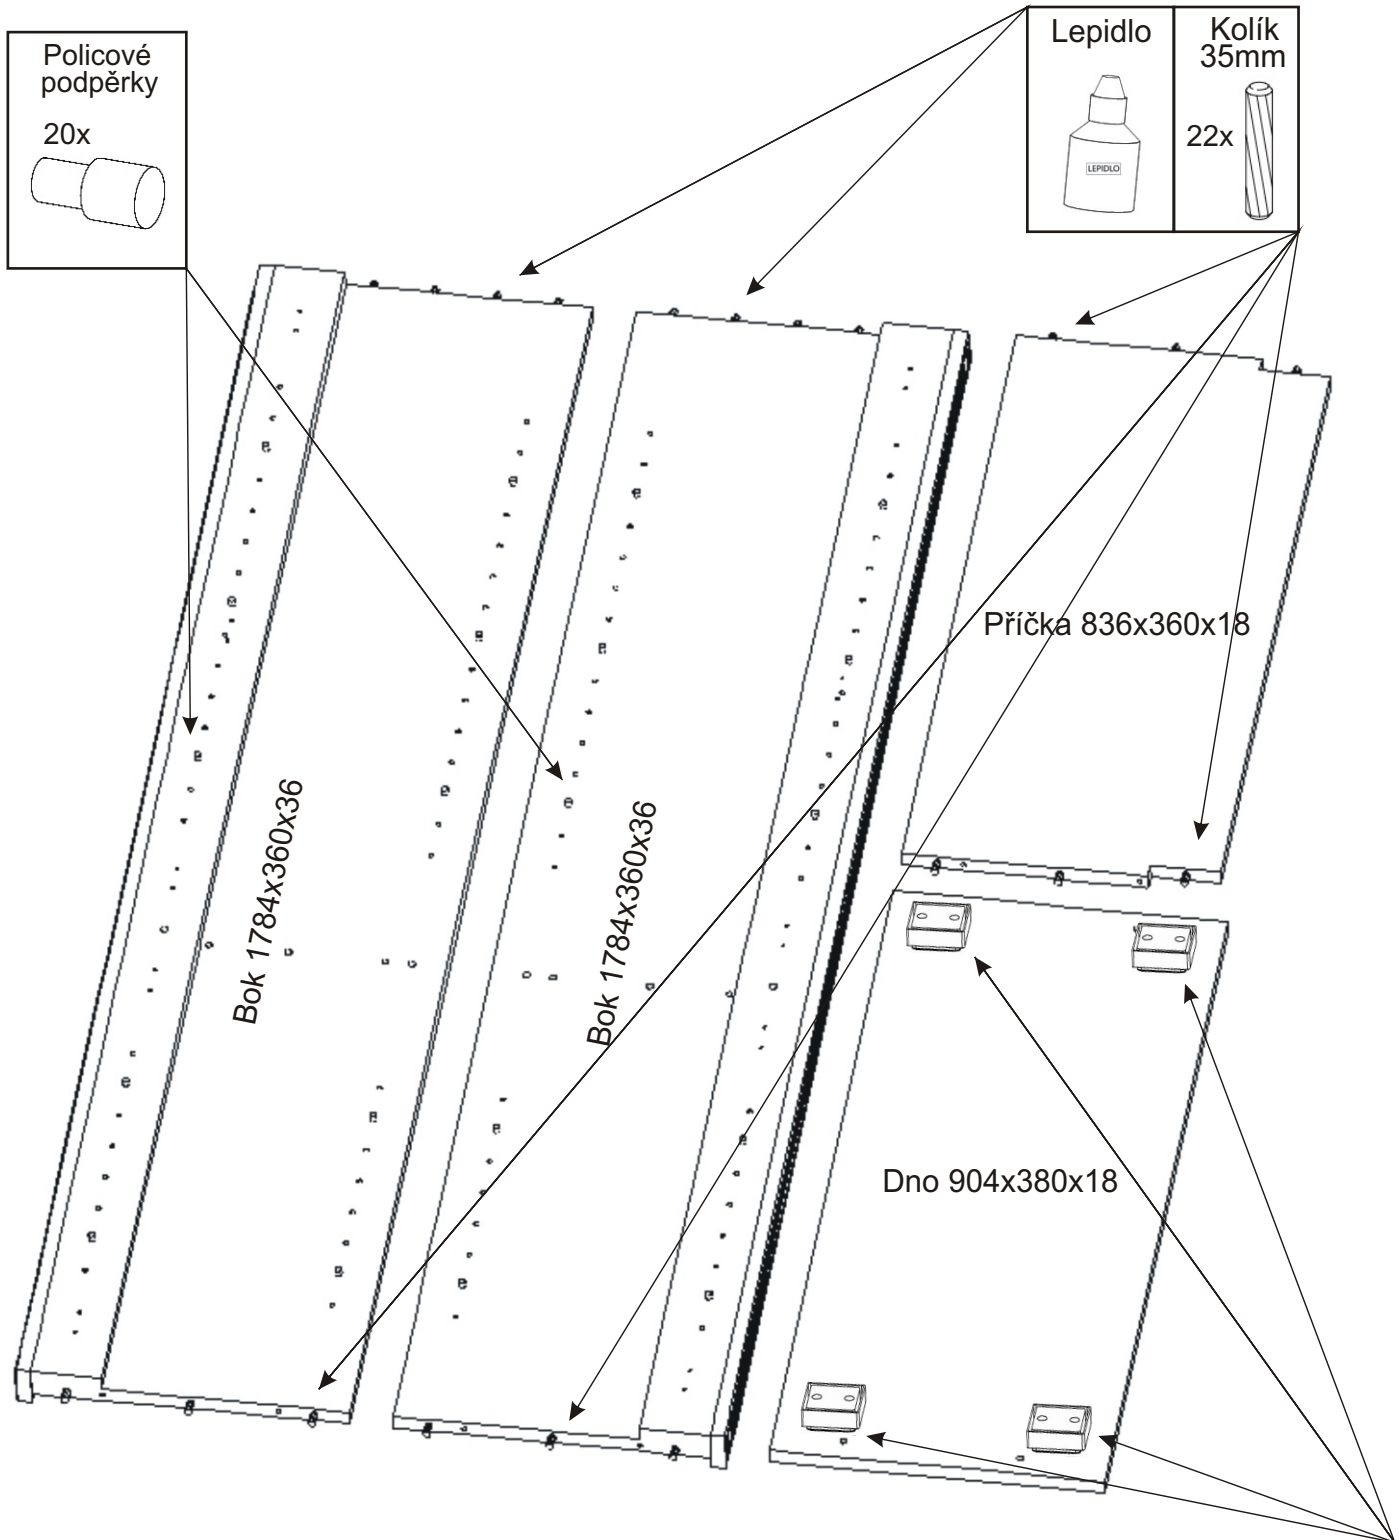 Policové
podpěrky
20x
Lepidlo
LEPIDLO
Kolík
35mm
22x
Příčka 836x360x18
Bok 1784x360x36
Bok 1784x360x36
Dno 904x380x18